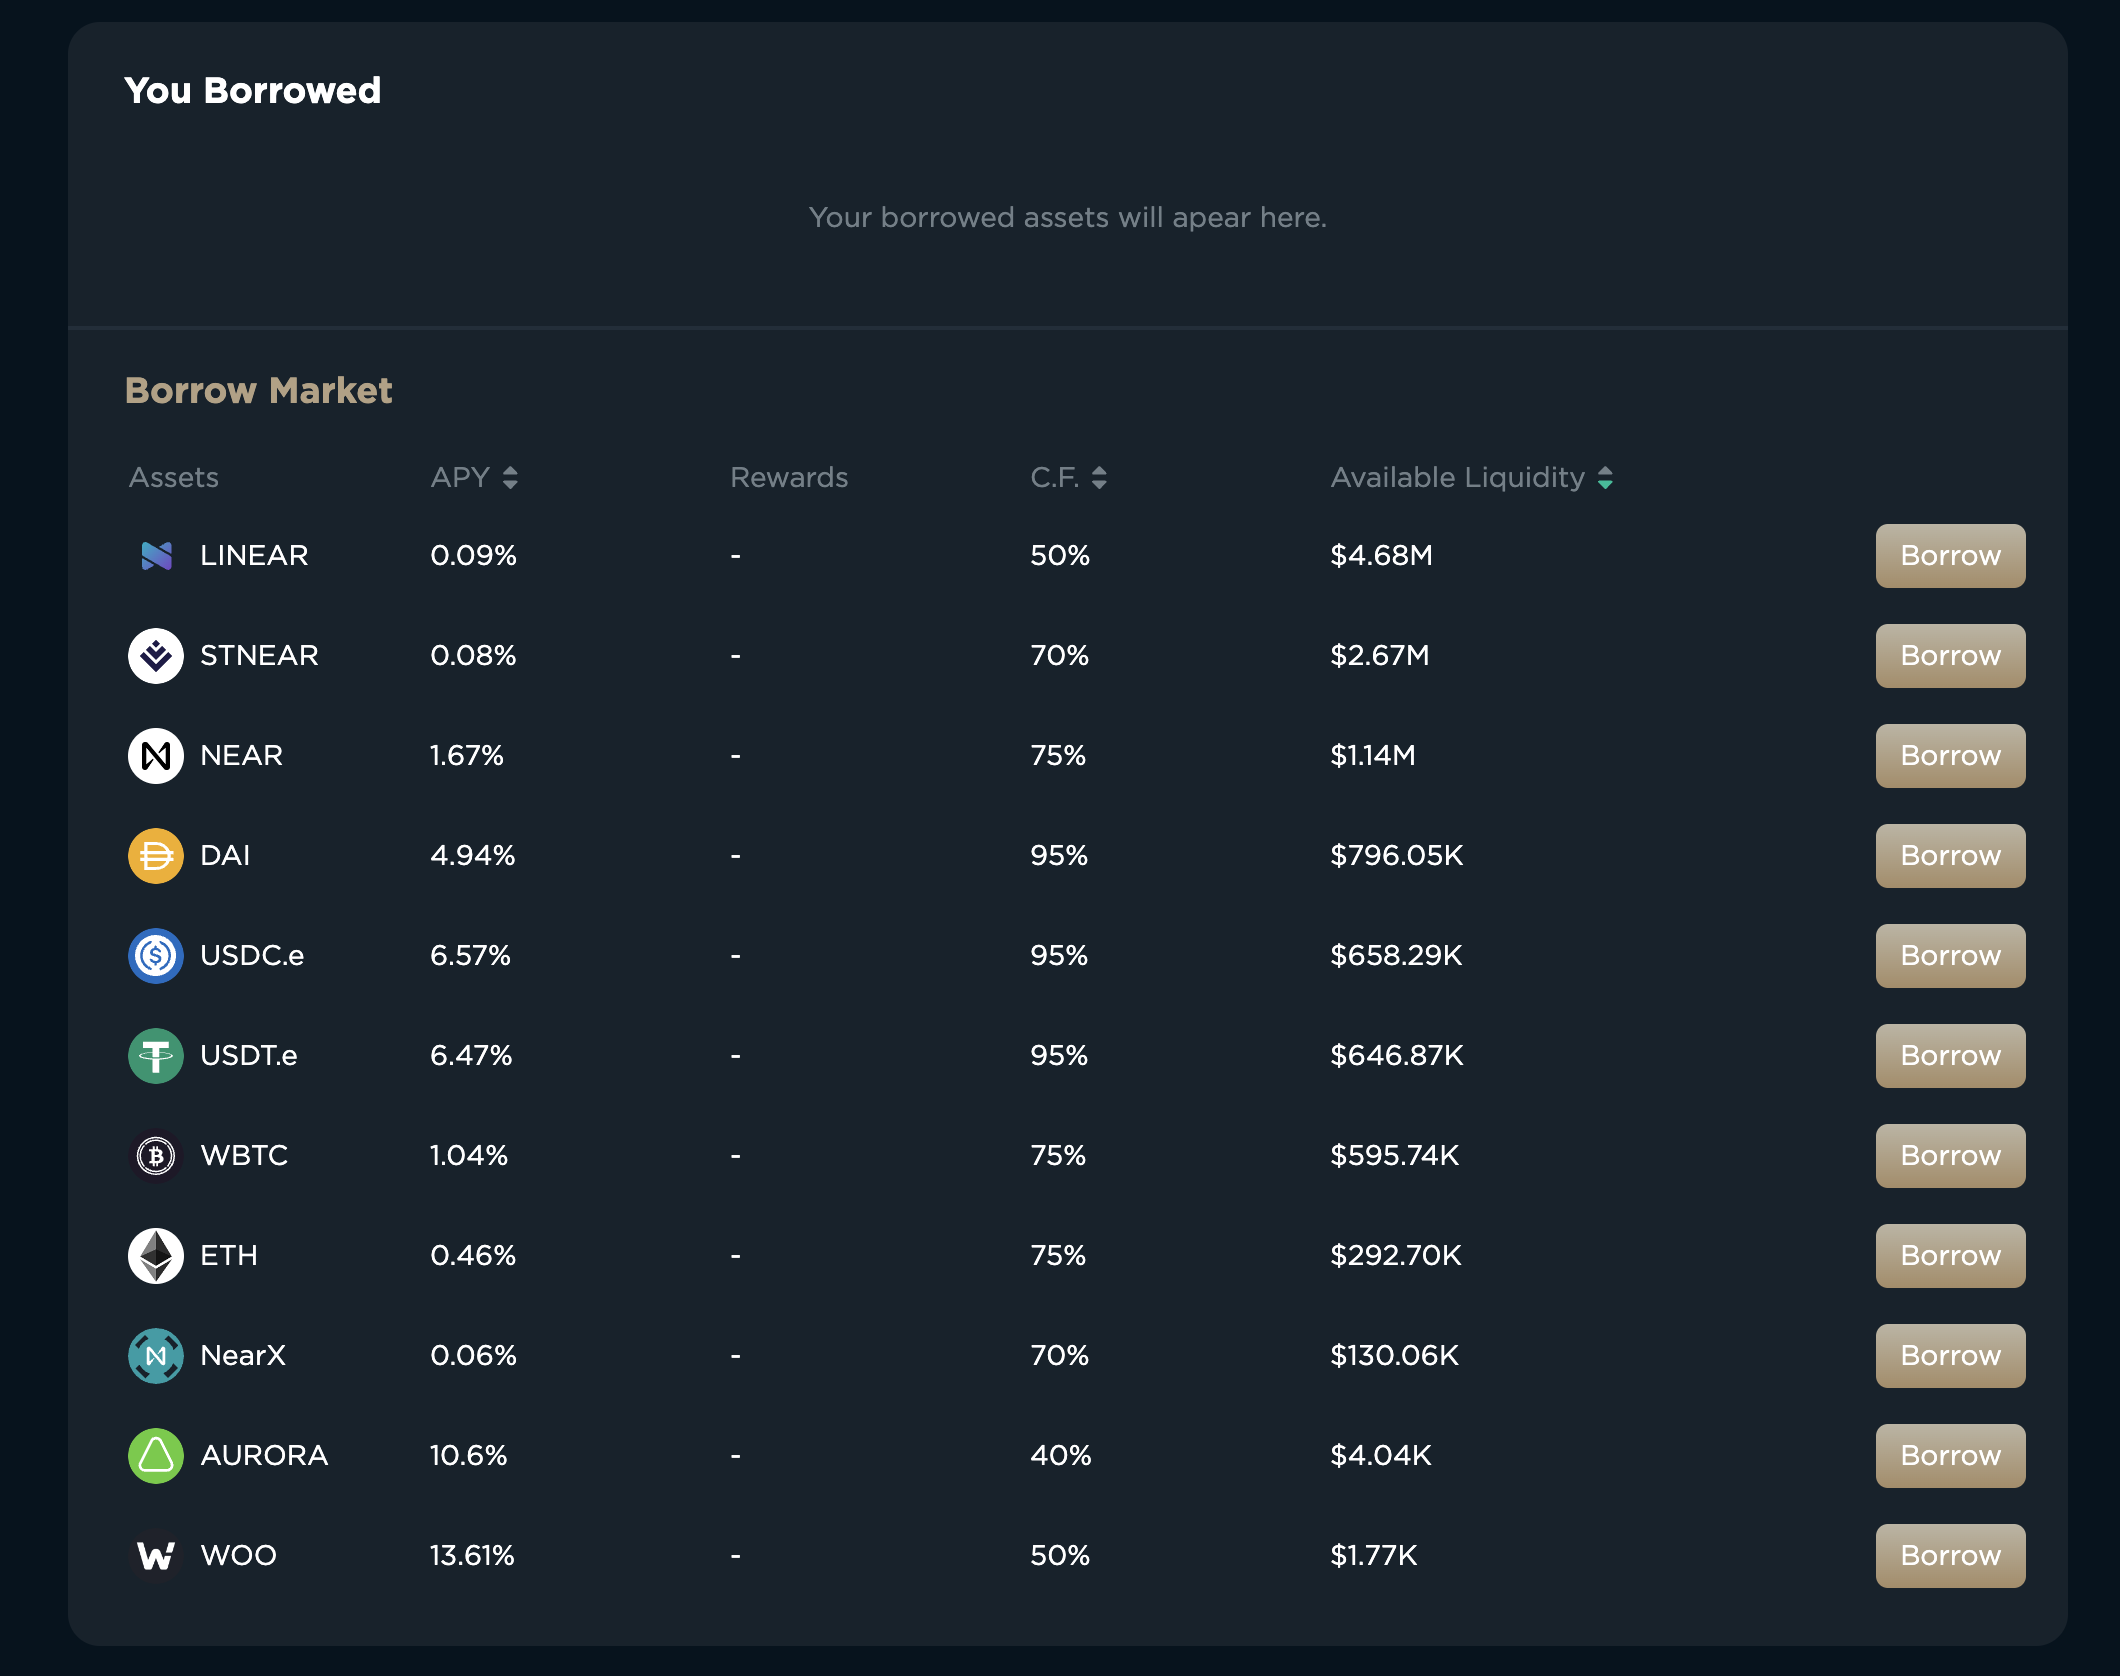 You Borrowed
Your borrowed assets will apear here.
Borrow Market
Assets APY Rewards C.F. Available Liquidity
LINEAR 0.09% - 50% $4.68M Borrow
STNEAR 0.08% - 70% $2.67M Borrow
NEAR 1.67% - 75% $1.14M Borrow
DAI 4.94% - 95% $796.05K Borrow
USDC.e 6.57% - 95% $658.29K Borrow
USDT.e 6.47% - 95% $646.87K Borrow
WBTC 1.04% - 75% $595.74K Borrow
ETH 0.46% - 75% $292.70K Borrow
NearX 0.06% - 70% $130.06K Borrow
AURORA 10.6% - 40% $4.04K Borrow
WOO 13.61% - 50% $1.77K Borrow